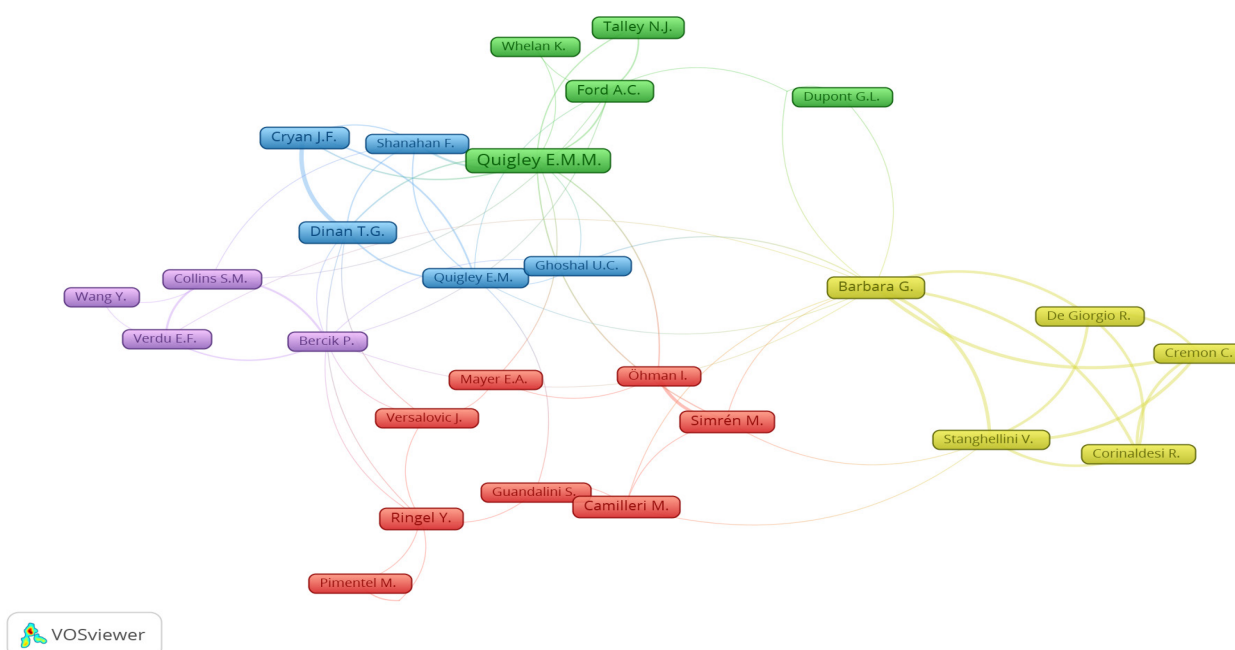 Talley N.J.
Whelan K.
Ford A.C.
Dupont G.L.
Cryan J.F.
Shanahan F.
Quigley E.M.M.
Dinan T.G.
Ghoshal U.C.
Collins S.M.
Quigley E.M.
Barbara G.
Wang Y.
De Giorgio R.
Verdu E.F.
Bercik P.
Cremon C.
Mayer E.A.
Öhman I.
Versalovic J.
Simrén M.
Stanghellini V.
Corinaldesi R.
Guandalini S.
Camilleri M.
Ringel Y.
Pimentel M.
VOSviewer